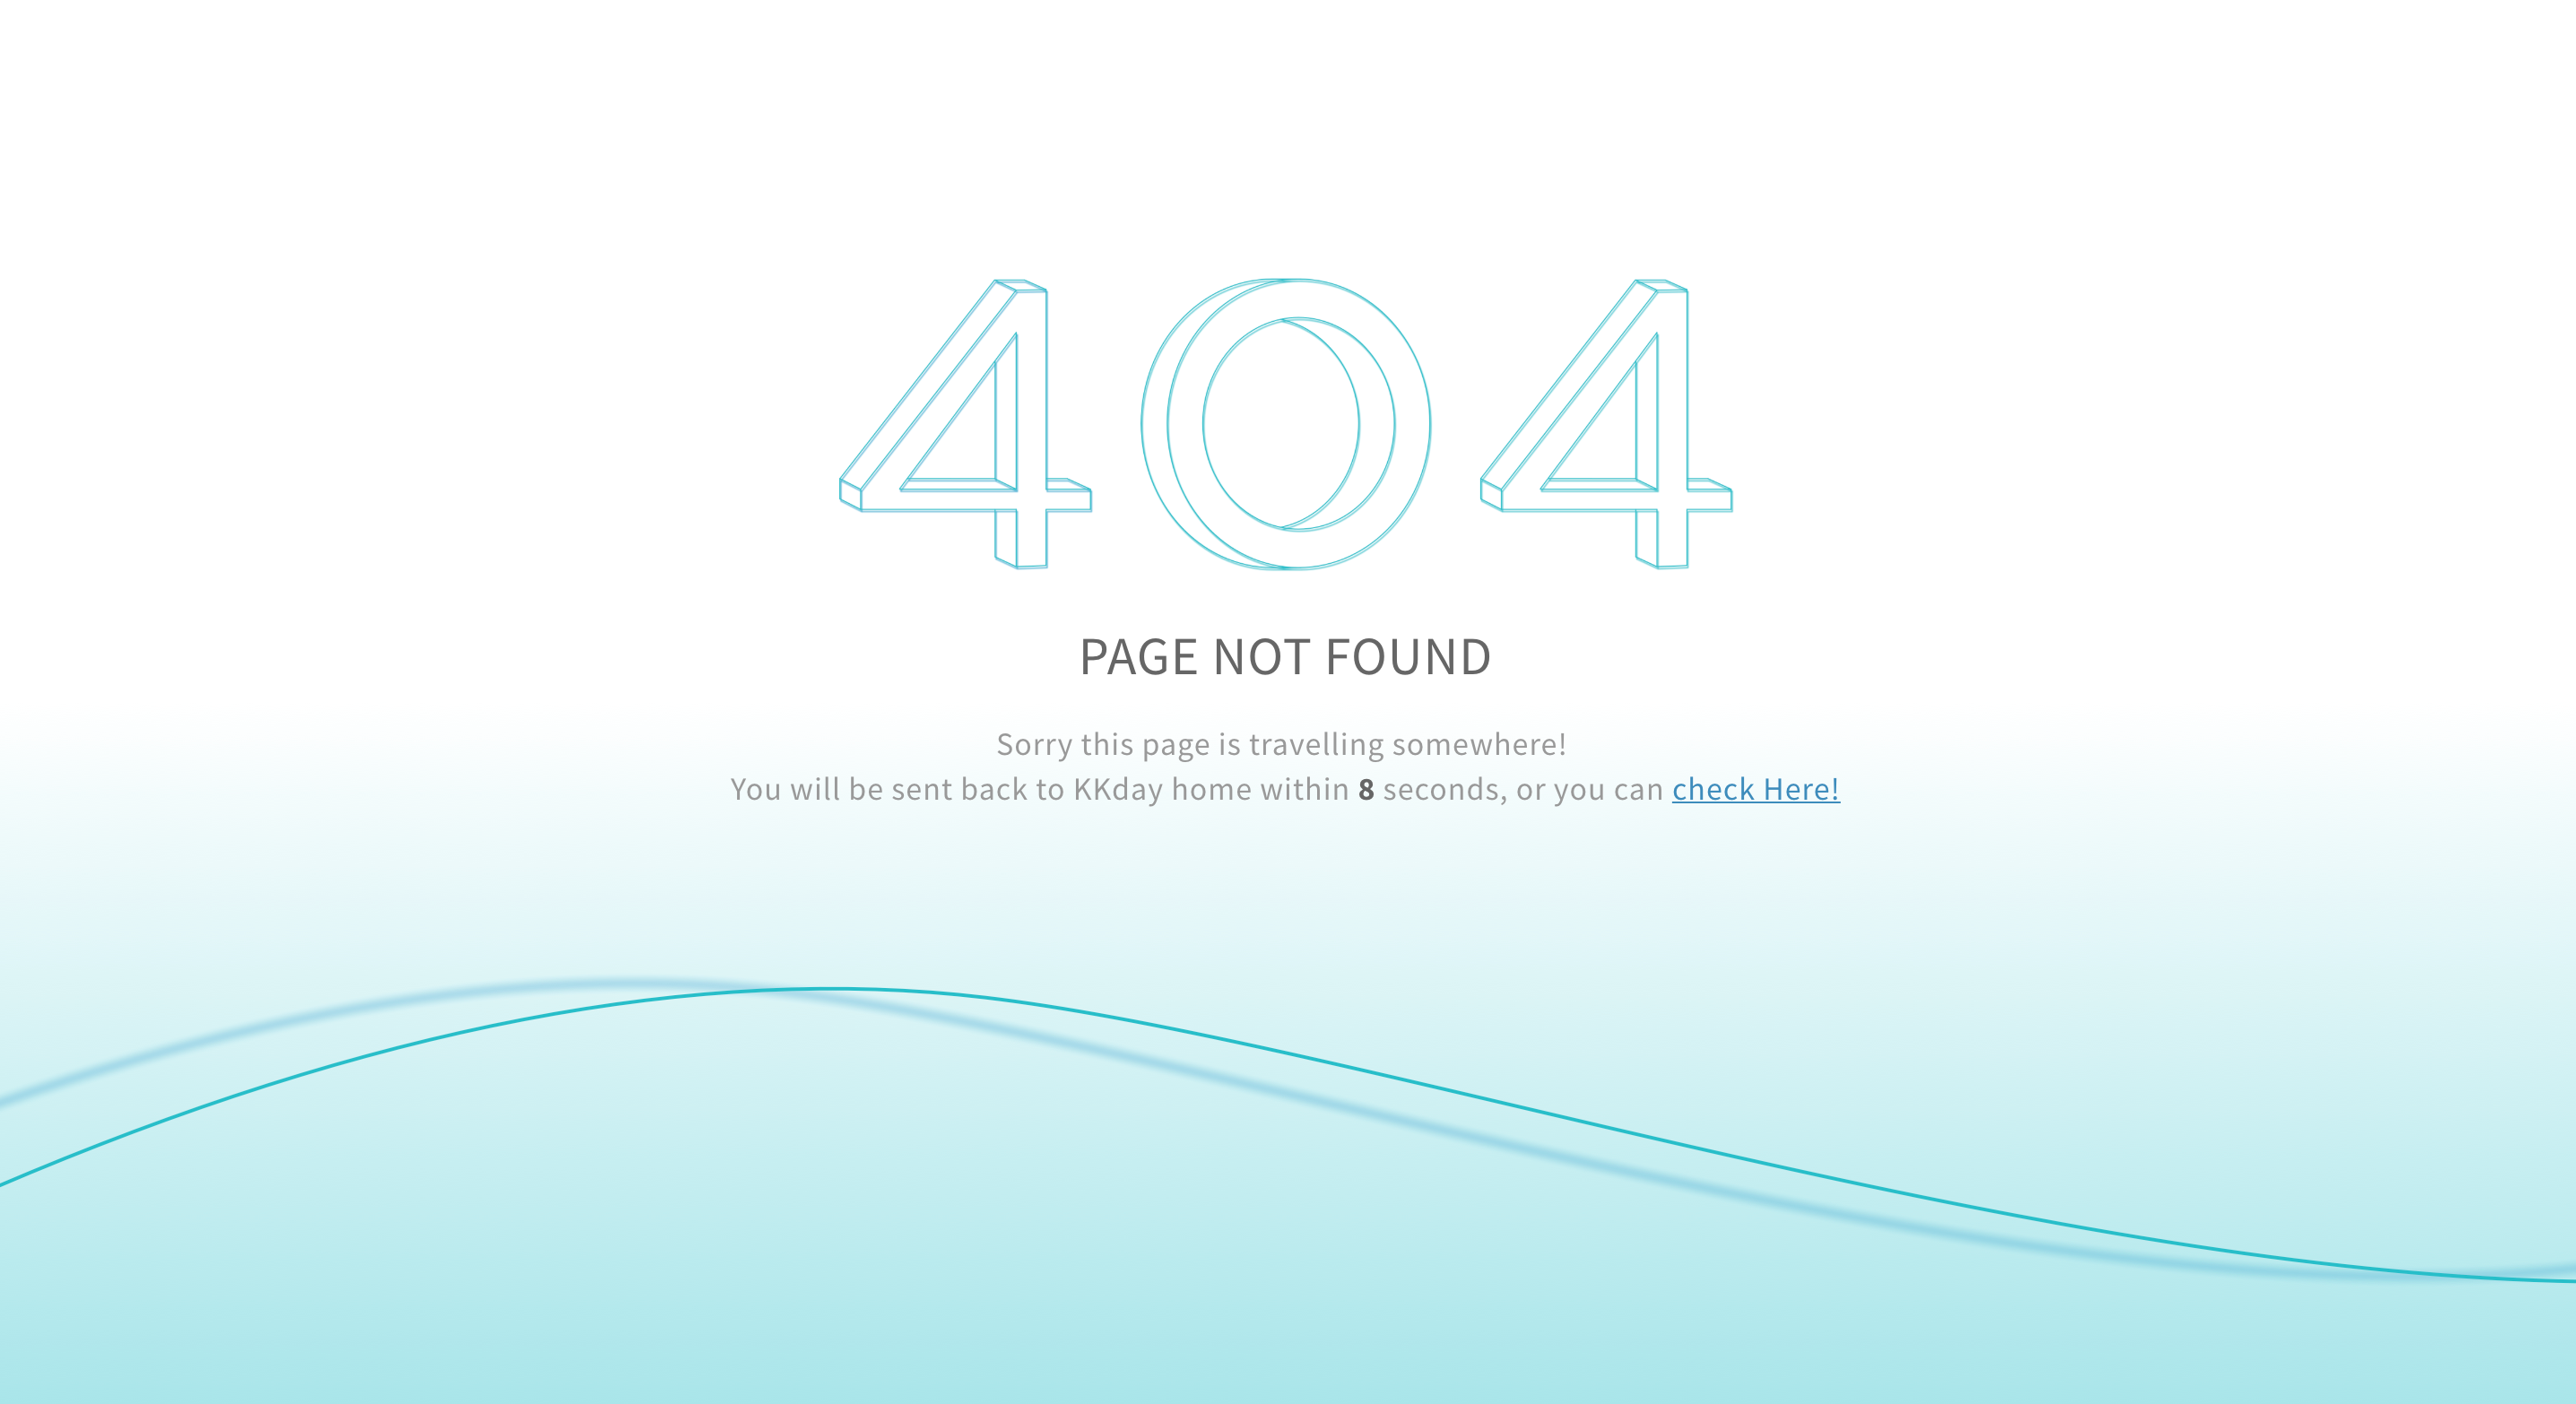 404
PAGE NOT FOUND
Sorry this page is travelling somewhere!
You will be sent back to KKday home within 8 seconds, or you can check Here!